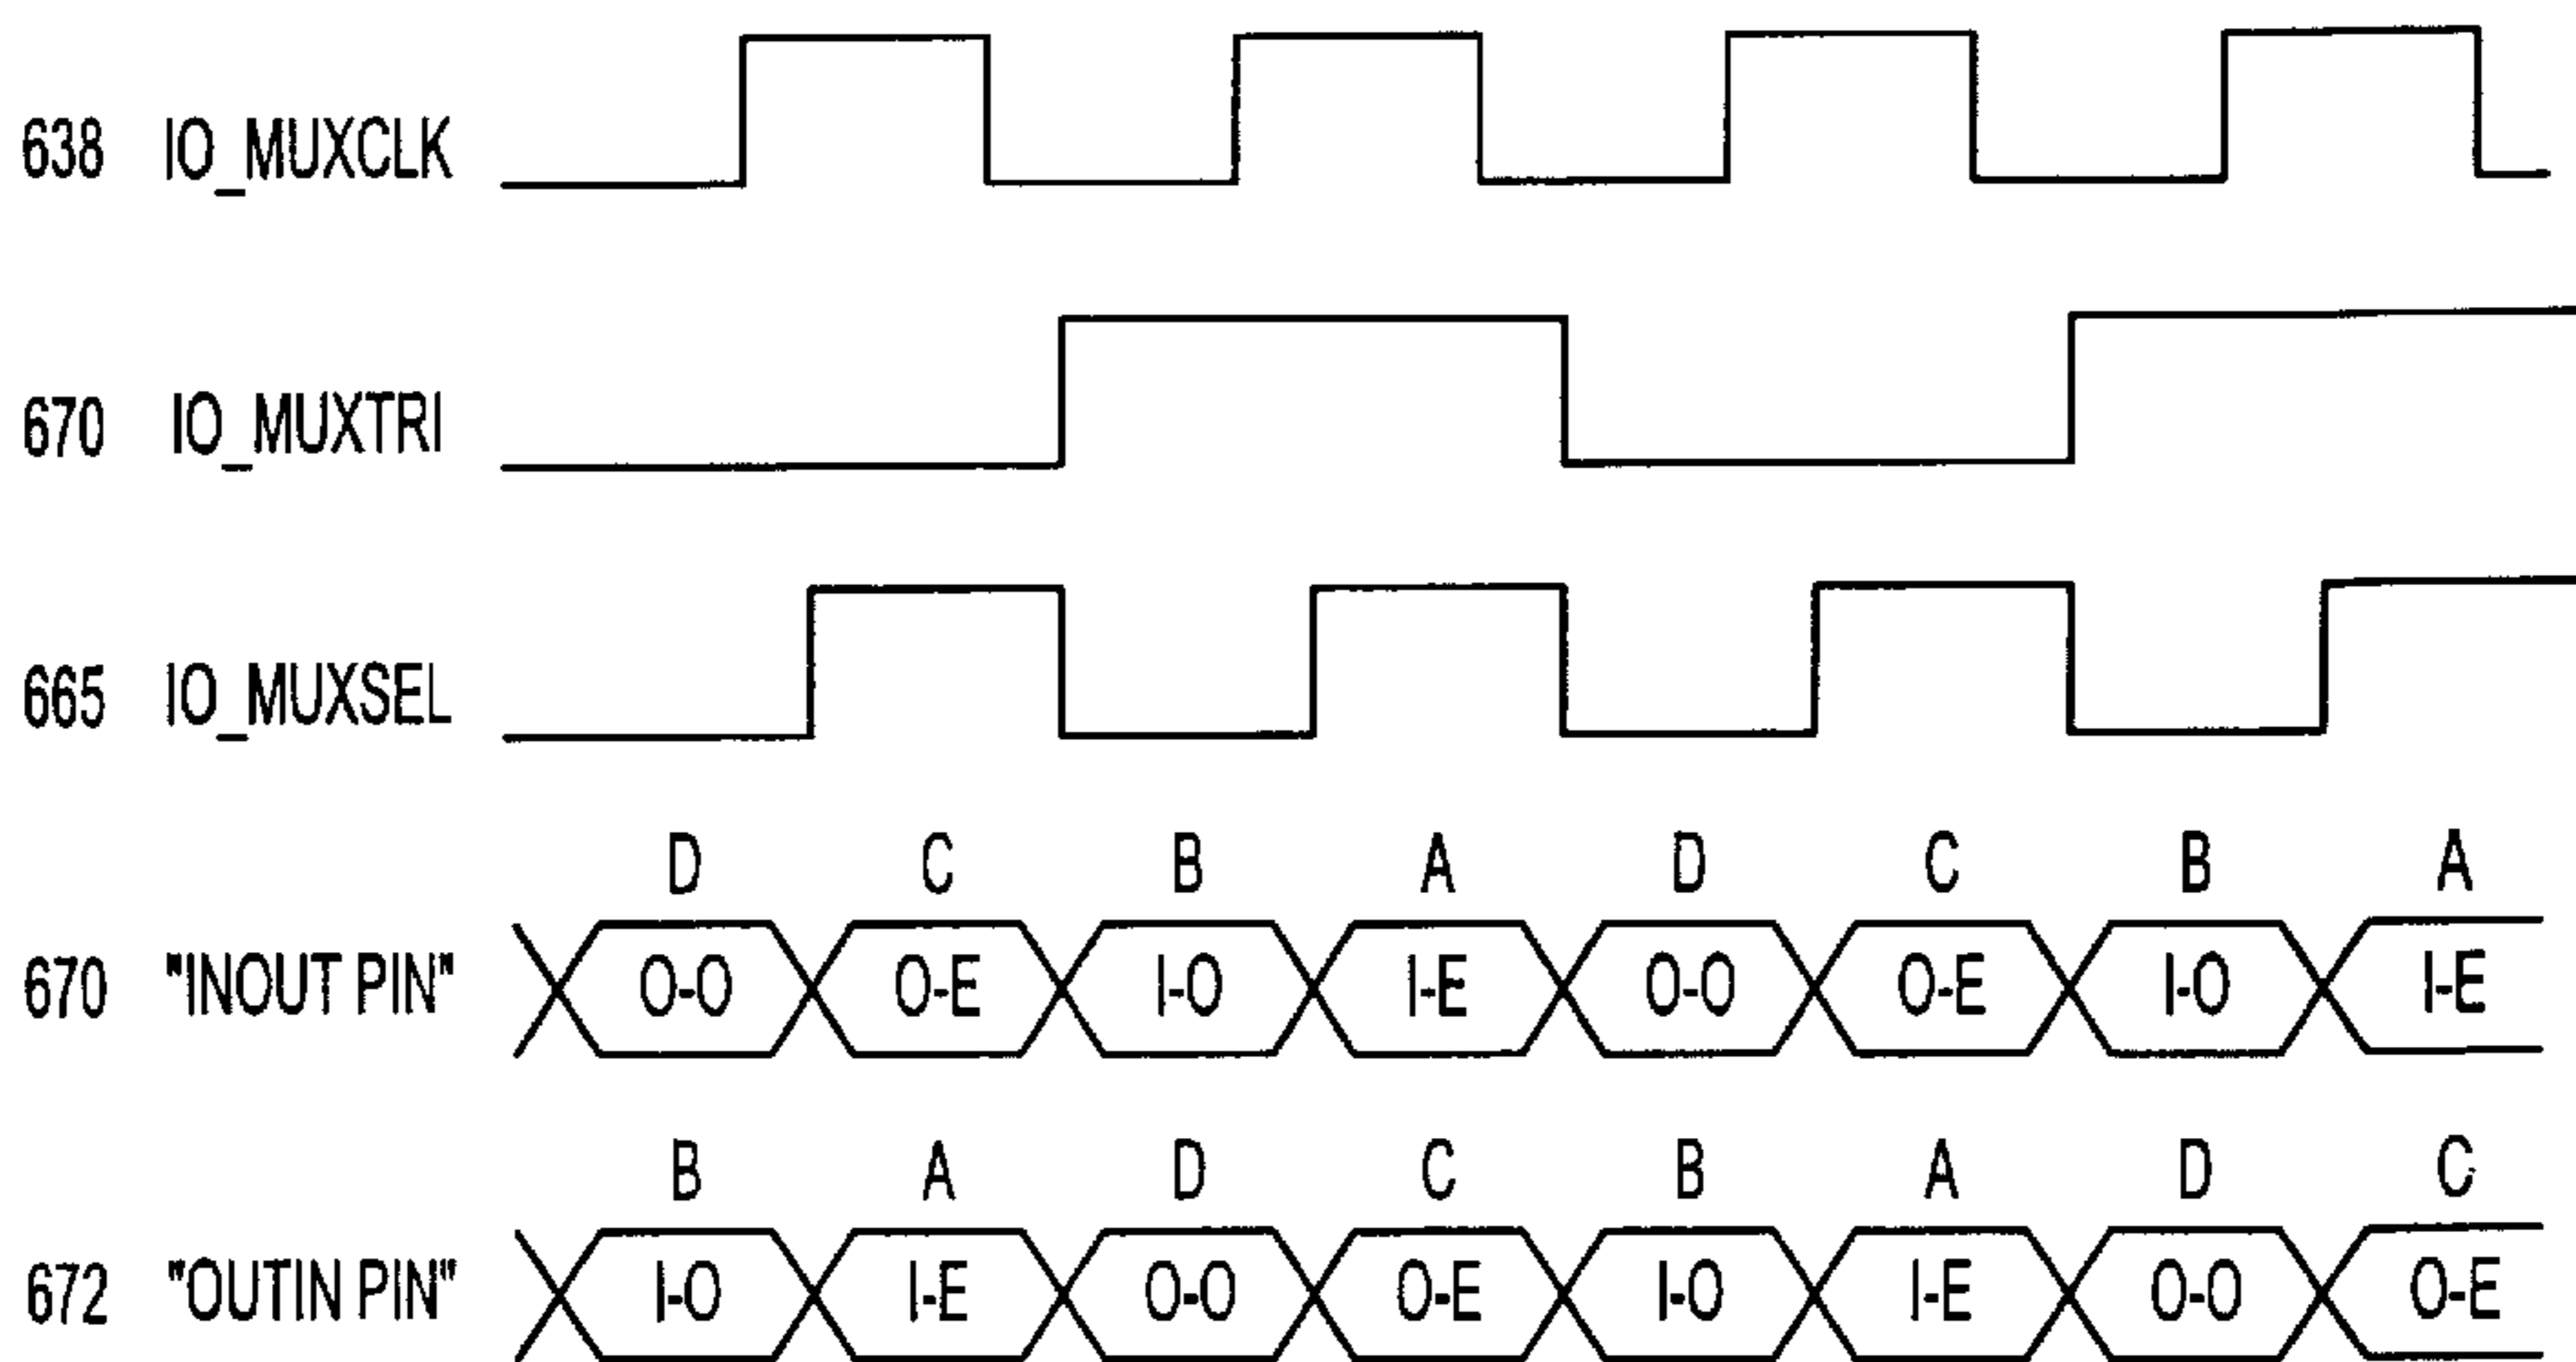 638 IO_MUXCLK
670 IO_MUXTRI
665 IO_MUXSEL
D C B A D C B A
670 "INOUT PIN" O-O O-E I-O I-E O-O O-E I-O I-E
B A D C B A D C
672 "OUTIN PIN" I-O I-E O-O O-E I-O I-E O-O O-E